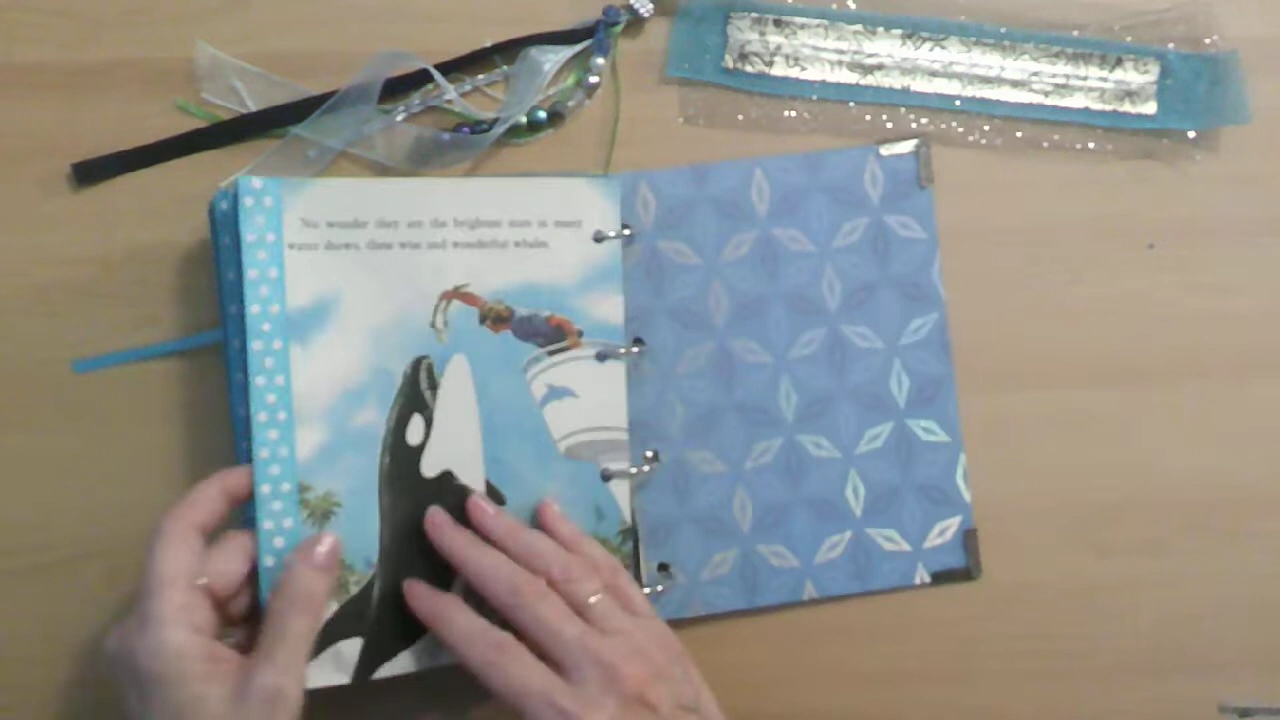 No wonder they are the brightest stars in many
water shows, these wise and wonderful whales.